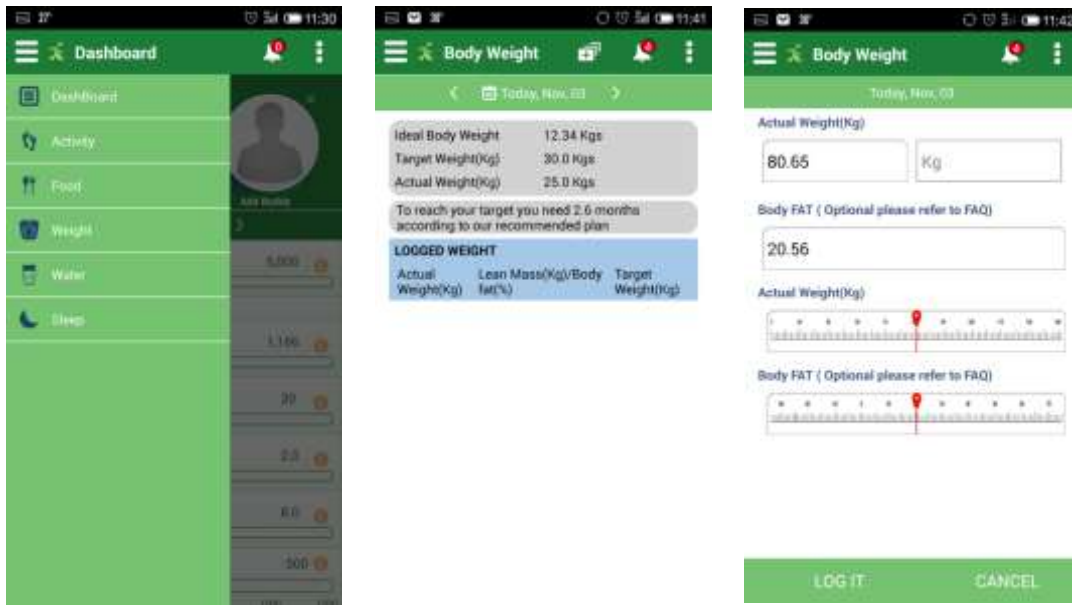 11:30
Dashboard
DashBoard
Activity
Food
Weight
Water
Sleep
5,000
1,100
20
2.0
8.0
500
11:41
Body Weight
Today, Nov, 03
Ideal Body Weight 12.34 Kgs
Target Weight(Kg) 30.0 Kgs
Actual Weight(Kg) 25.0 Kgs
To reach your target you need 2.6 months
according to our recommended plan
LOGGED WEIGHT
Actual Lean Mass(Kg)/Body Target
Weight(Kg) fat(%) Weight(Kg)
11:42
Body Weight
Today, Nov, 03
Actual Weight(Kg)
80.65 Kg
Body FAT ( Optional please refer to FAQ)
20.56
Actual Weight(Kg)
Body FAT ( Optional please refer to FAQ)
LOG IT CANCEL